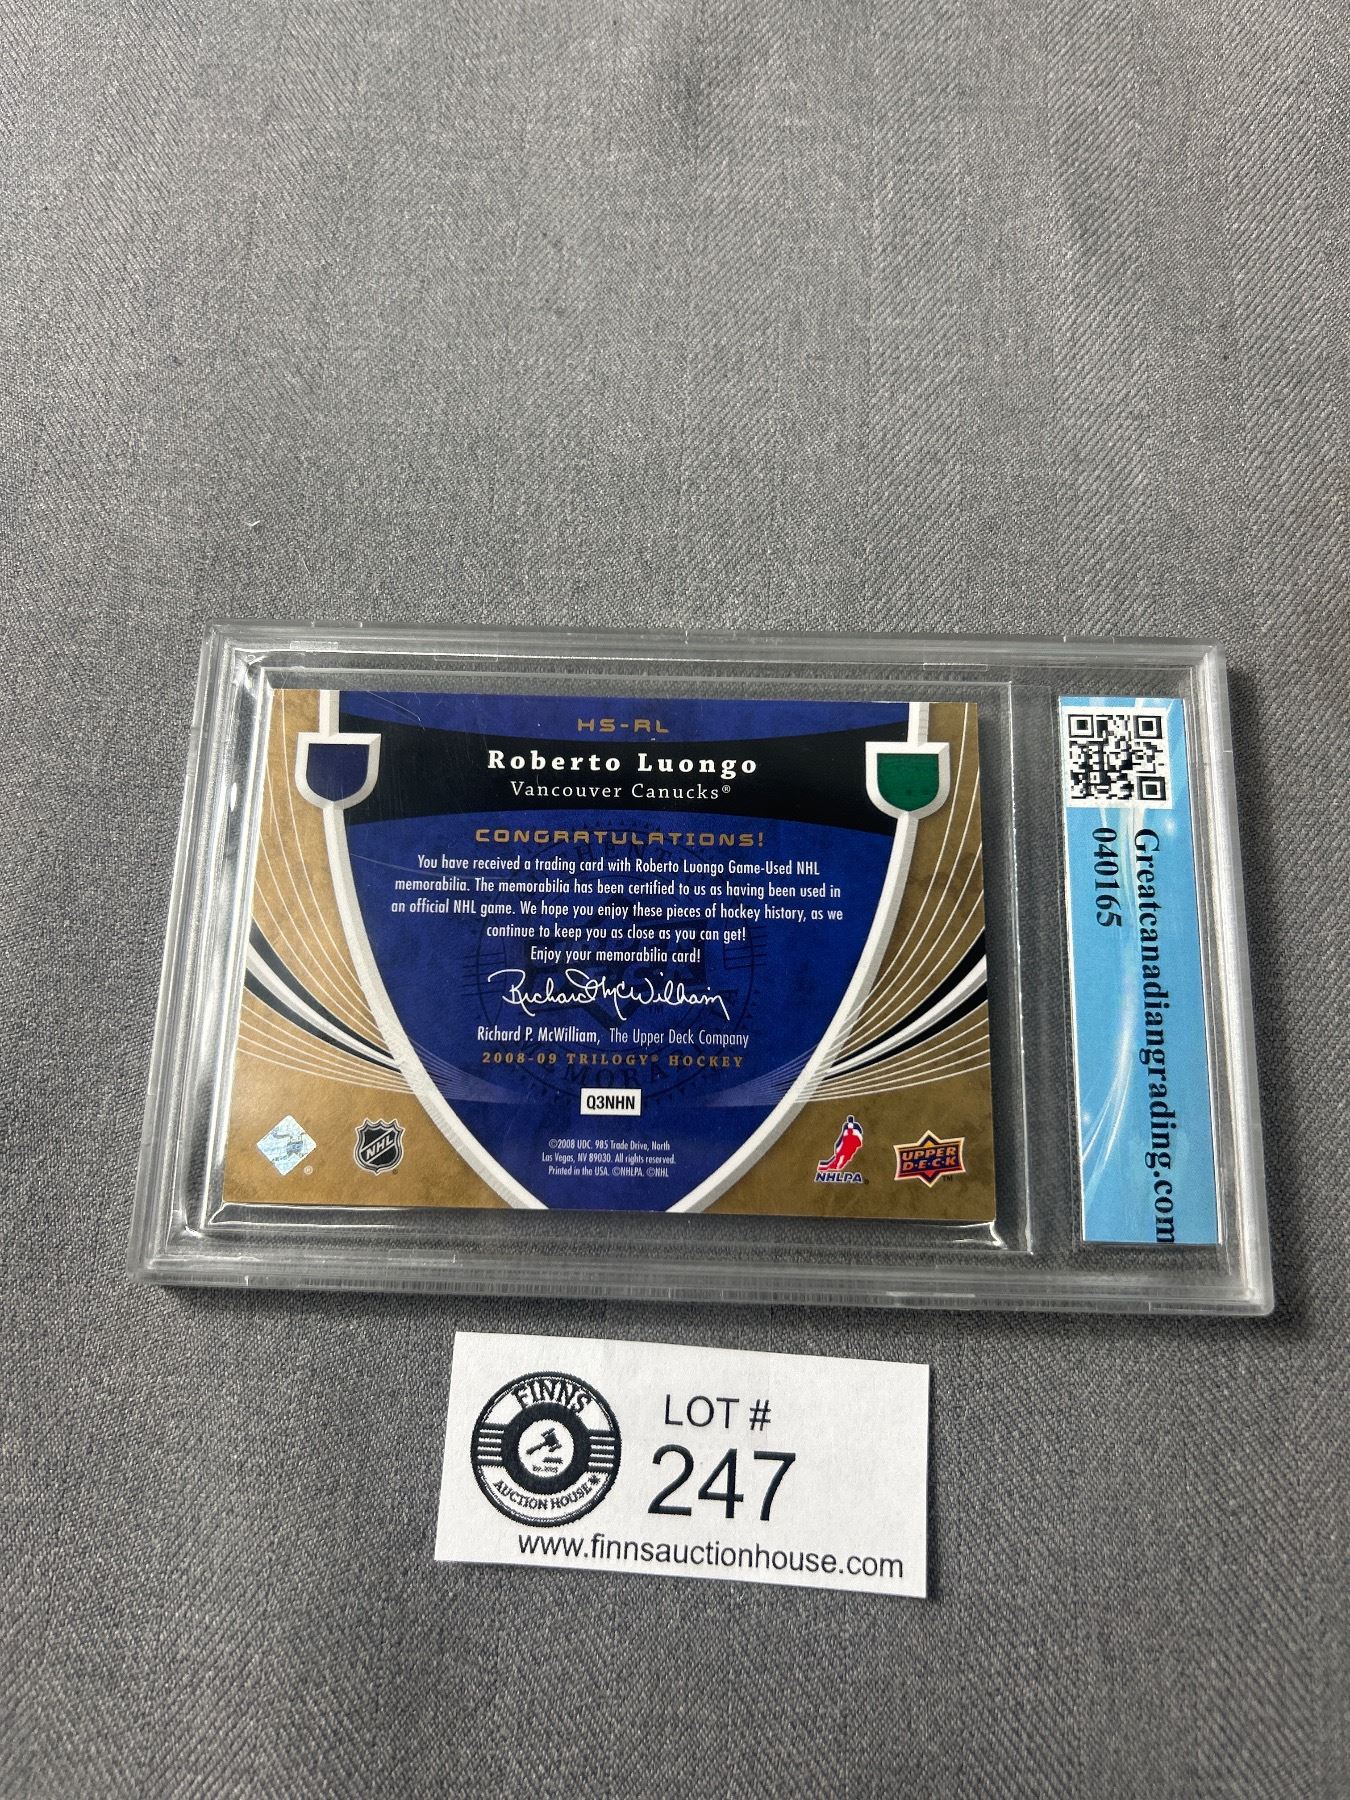 HS-RL
Roberto Luongo
Vancouver Canucks®
CONGRATULATIONS!
You have received a trading card with Roberto Luongo Game-Used NHL
memorabilia. The memorabilia has been certified to us as having been used in
an official NHL game. We hope you enjoy these pieces of hockey history, as we
continue to keep you as close as you can get!
Enjoy your memorabilia card!
Richard McWilliam
Richard P. McWilliam, The Upper Deck Company
2008-09 TRILOGY® HOCKEY
Q3NHN
©2008 UDC. 985 Trade Drive, North
Las Vegas, NV 89030. All rights reserved.
Printed in the USA. ©NHLPA. ©NHL
®
NHL
NHLPA®
UPPER
D·E·C·K
™
Greatcanadiangrading.com
040165
FINNS
AUCTION HOUSE
LOT #
247
www.finnsauctionhouse.com